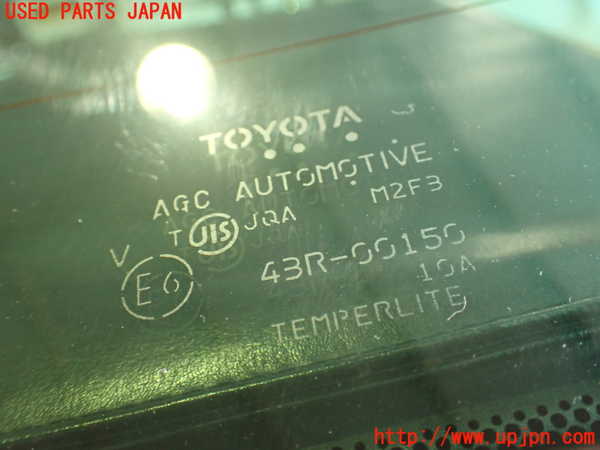 USED PARTS JAPAN
TOYOTA
AGC AUTOMOTIVE
T JIS JQA M2F3
V E6 43R-00150
10A
TEMPERLITE
http://www.upjpn.com